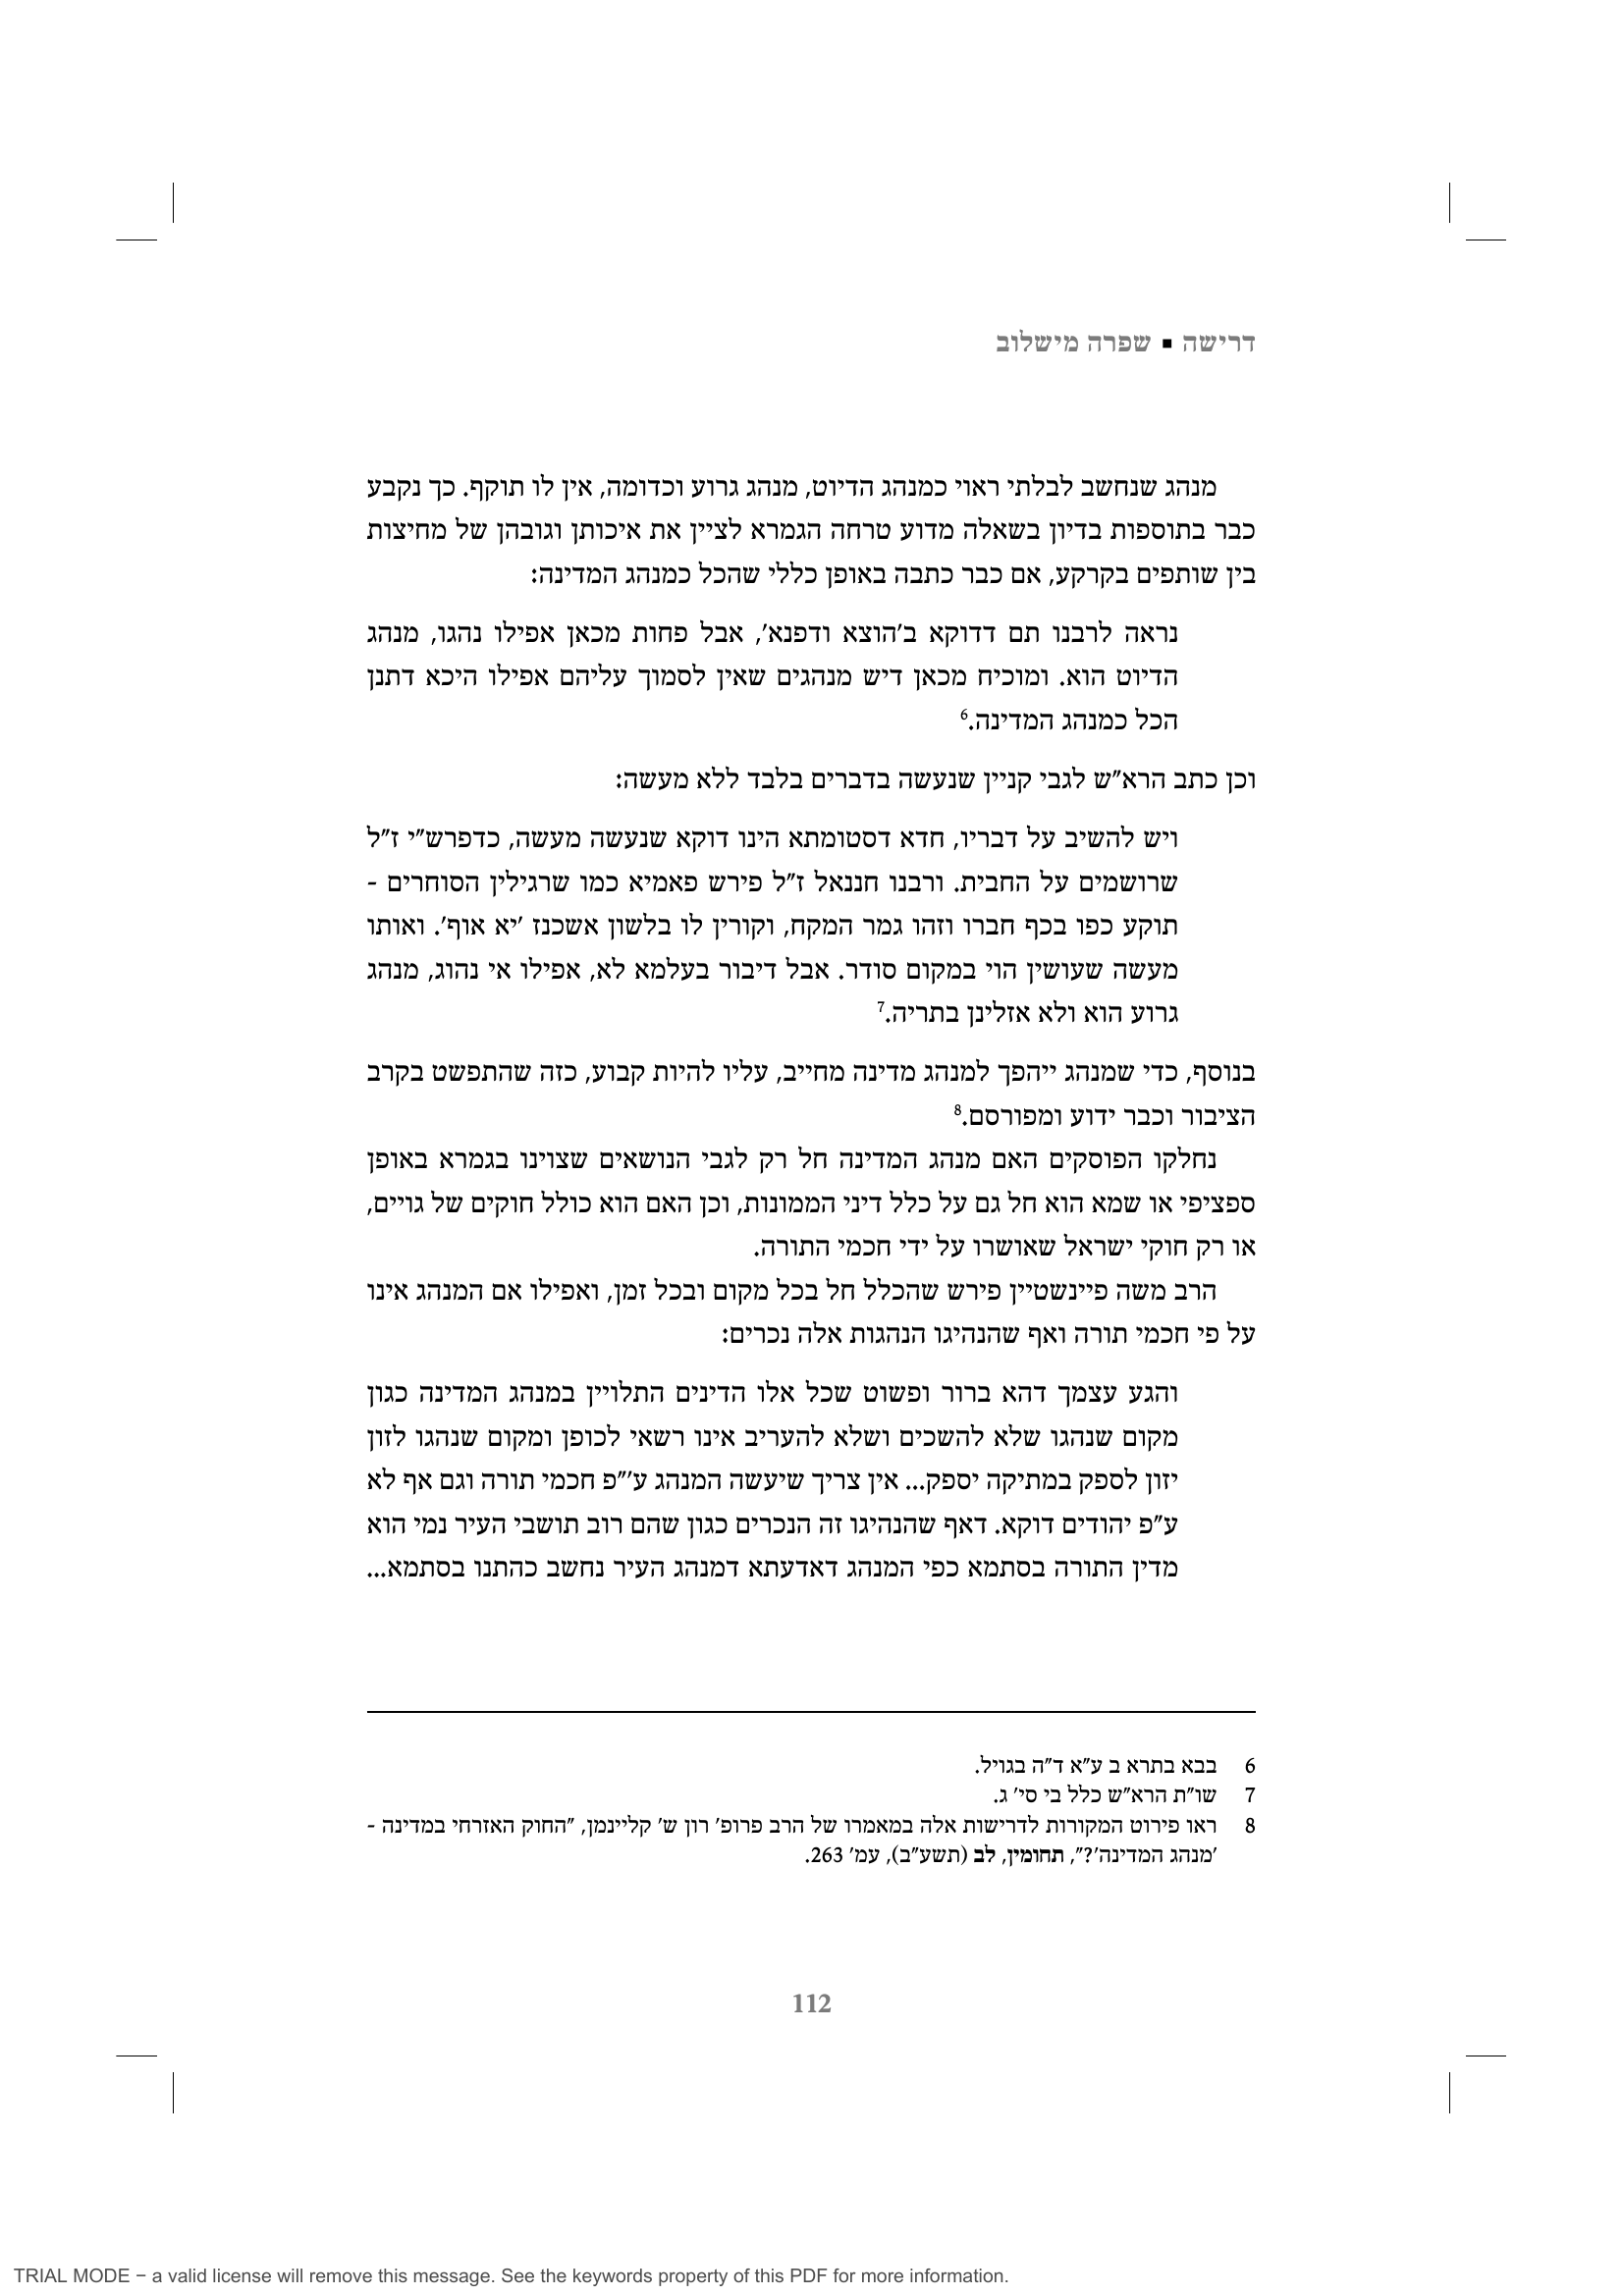 דרישה ▪ שפרה מישלוב
מנהג שנחשב לבלתי ראוי כמנהג הדיוט, מנהג גרוע וכדומה, אין לו תוקף. כך נקבע
כבר בתוספות בדיון בשאלה מדוע טרחה הגמרא לציין את איכותן וגובהן של מחיצות
בין שותפים בקרקע, אם כבר כתבה באופן כללי שהכל כמנהג המדינה:
נראה לרבנו תם דדוקא ב'הוצא ודפנא', אבל פחות מכאן אפילו נהגו, מנהג
הדיוט הוא. ומוכיח מכאן דיש מנהגים שאין לסמוך עליהם אפילו היכא דתנן
הכל כמנהג המדינה.6
וכן כתב הרא"ש לגבי קניין שנעשה בדברים בלבד ללא מעשה:
ויש להשיב על דבריו, חדא דסטומתא הינו דוקא שנעשה מעשה, כדפרש"י ז"ל
שרושמים על החבית. ורבנו חננאל ז"ל פירש פאמיא כמו שרגילין הסוחרים -
תוקע כפו בכף חברו וזהו גמר המקח, וקורין לו בלשון אשכנז 'יא אוף'. ואותו
מעשה שעושין הוי במקום סודר. אבל דיבור בעלמא לא, אפילו אי נהוג, מנהג
גרוע הוא ולא אזלינן בתריה.7
בנוסף, כדי שמנהג ייהפך למנהג מדינה מחייב, עליו להיות קבוע, כזה שהתפשט בקרב
הציבור וכבר ידוע ומפורסם.8
נחלקו הפוסקים האם מנהג המדינה חל רק לגבי הנושאים שצוינו בגמרא באופן
ספציפי או שמא הוא חל גם על כלל דיני הממונות, וכן האם הוא כולל חוקים של גויים,
או רק חוקי ישראל שאושרו על ידי חכמי התורה.
הרב משה פיינשטיין פירש שהכלל חל בכל מקום ובכל זמן, ואפילו אם המנהג אינו
על פי חכמי תורה ואף שהנהיגו הנהגות אלה נכרים:
והגע עצמך דהא ברור ופשוט שכל אלו הדינים התלויין במנהג המדינה כגון
מקום שנהגו שלא להשכים ושלא להעריב אינו רשאי לכופן ומקום שנהגו לזון
יזון לספק במתיקה יספק... אין צריך שיעשה המנהג ע'"פ חכמי תורה וגם אף לא
ע"פ יהודים דוקא. דאף שהנהיגו זה הנכרים כגון שהם רוב תושבי העיר נמי הוא
מדין התורה בסתמא כפי המנהג דאדעתא דמנהג העיר נחשב כהתנו בסתמא...
6 בבא בתרא ב ע"א ד"ה בגויל.
7 שו"ת הרא"ש כלל בי סי' ג.
8 ראו פירוט המקורות לדרישות אלה במאמרו של הרב פרופ' רון ש' קליינמן, "החוק האזרחי במדינה -
'מנהג המדינה'?", תחומין, לב (תשע"ב), עמ' 263.
112
TRIAL MODE − a valid license will remove this message. See the keywords property of this PDF for more information.